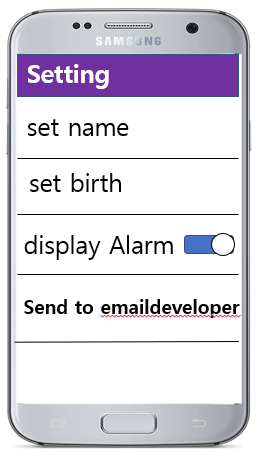 SAMSUNG
Setting
set name
set birth
display Alarm
Send to emaildeveloper